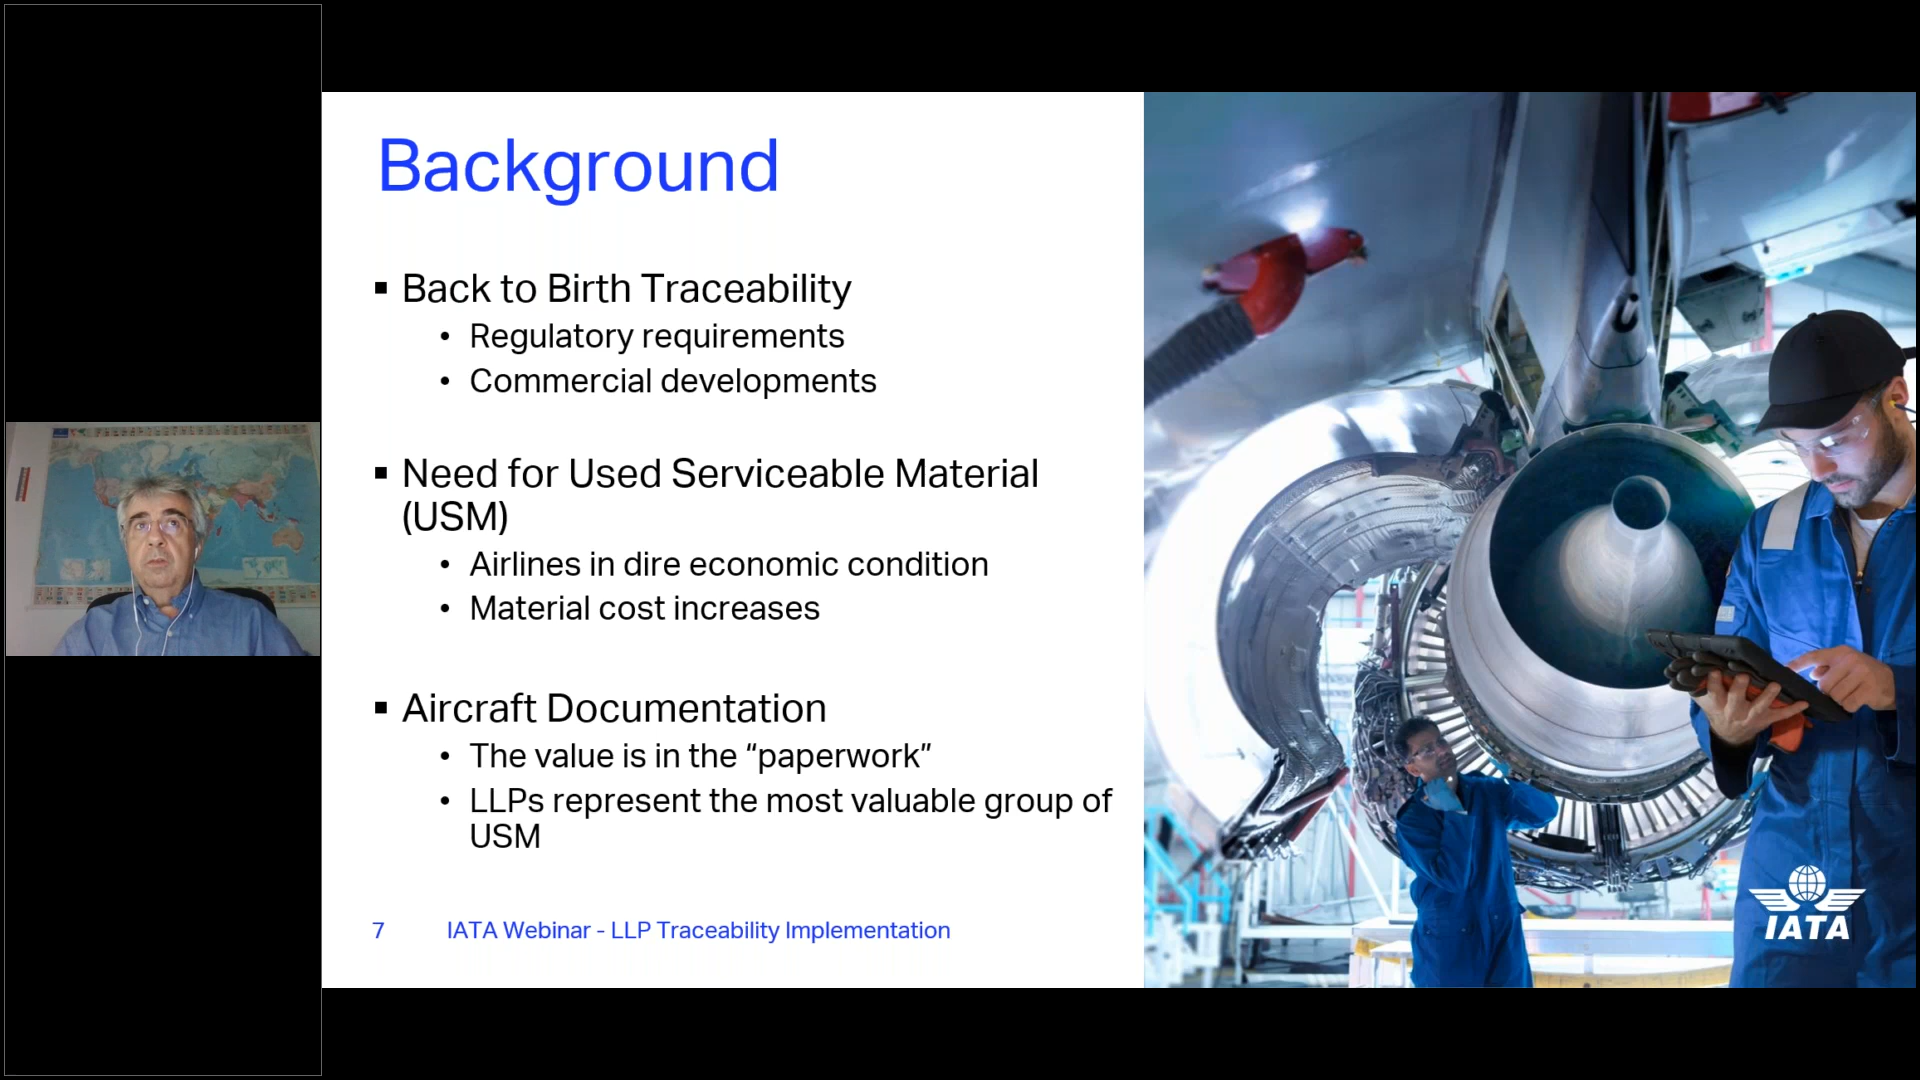 Background
▪ Back to Birth Traceability
• Regulatory requirements
• Commercial developments
▪ Need for Used Serviceable Material
(USM)
• Airlines in dire economic condition
• Material cost increases
▪ Aircraft Documentation
• The value is in the “paperwork”
• LLPs represent the most valuable group of
USM
7 IATA Webinar - LLP Traceability Implementation
IATA